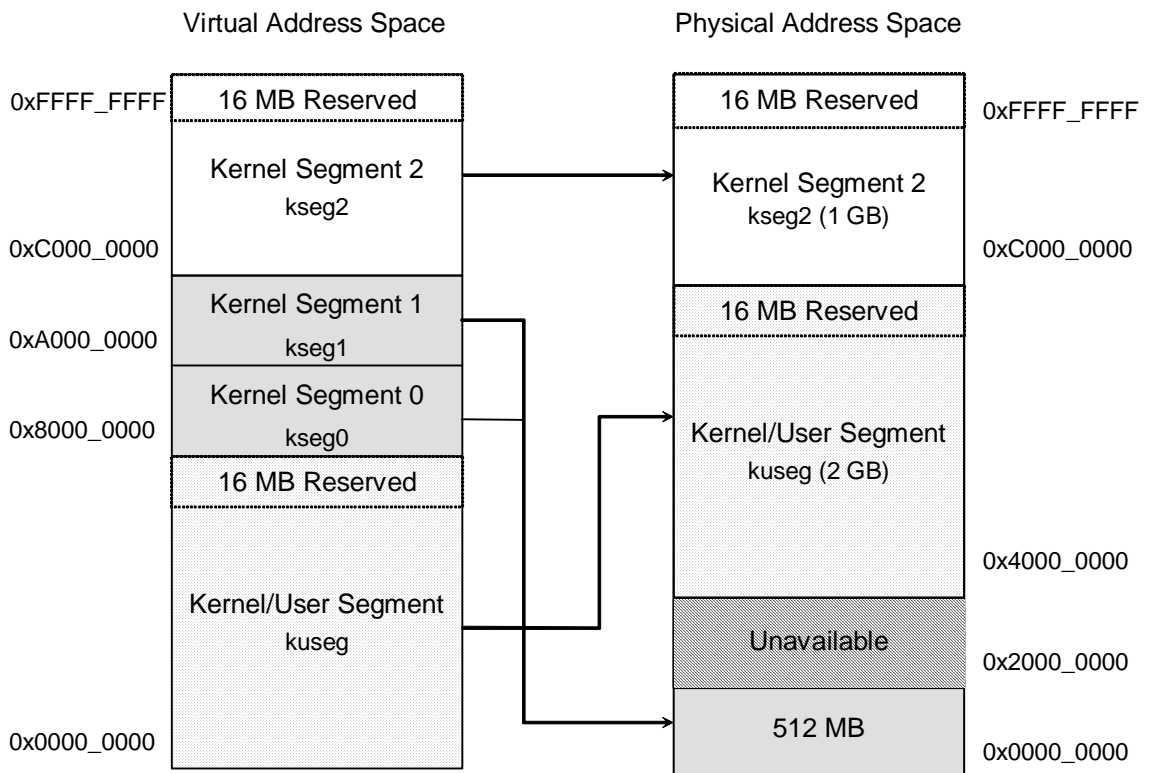 Virtual Address Space
0xFFFF_FFFF
16 MB Reserved
Kernel Segment 2
kseg2
0xC000_0000
Kernel Segment 1
0xA000_0000
kseg1
Kernel Segment 0
0x8000_0000
kseg0
16 MB Reserved
Kernel/User Segment
kuseg
0x0000_0000
Physical Address Space
16 MB Reserved
0xFFFF_FFFF
Kernel Segment 2
kseg2 (1 GB)
0xC000_0000
16 MB Reserved
Kernel/User Segment
kuseg (2 GB)
0x4000_0000
Unavailable
0x2000_0000
512 MB
0x0000_0000